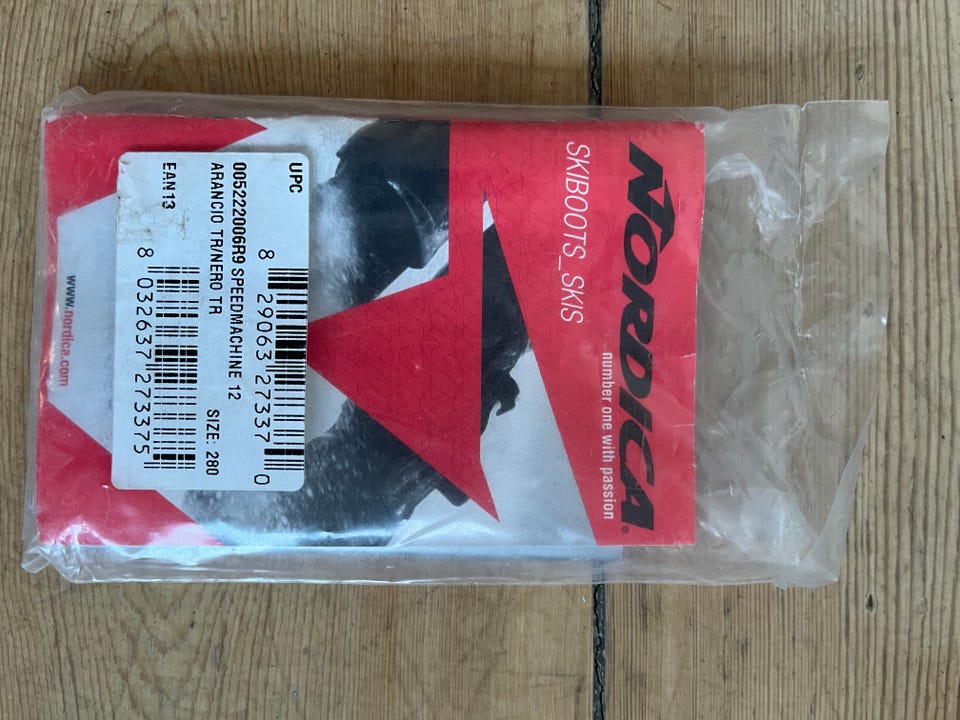 NORDICA®
number one with passion
SKIBOOTS_SKIS
UPC
8 29063 27337 0
005222006R9 SPEEDMACHINE 12
ARANCIO TR/NERO TR SIZE: 280
EAN13
8 032637 273375
www.nordica.com